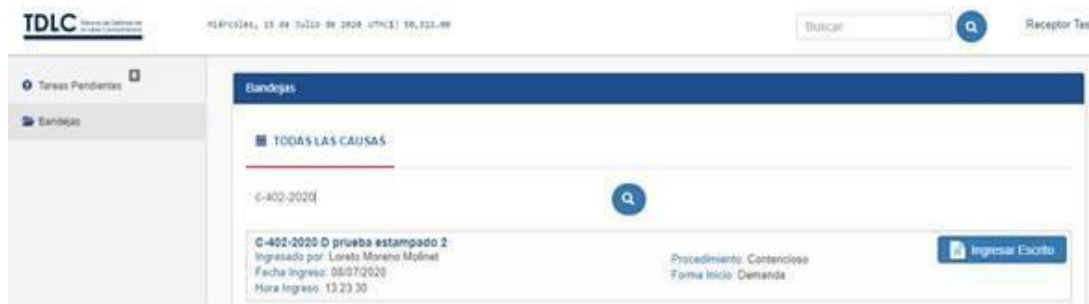 TDLC
miércoles, 15 de Julio de 2020 UTM($) 50,322.00
Buscar
Receptor Tes
Tareas Pendientes
Bandejas
Bandejas
TODAS LAS CAUSAS
c-402-2020
C-402-2020 D prueba estampado 2
Ingresado por: Loreto Moreno Molinet
Fecha Ingreso: 08/07/2020
Hora Ingreso: 13:23:30
Procedimiento: Contencioso
Forma Inicio: Demanda
Ingresar Escrito